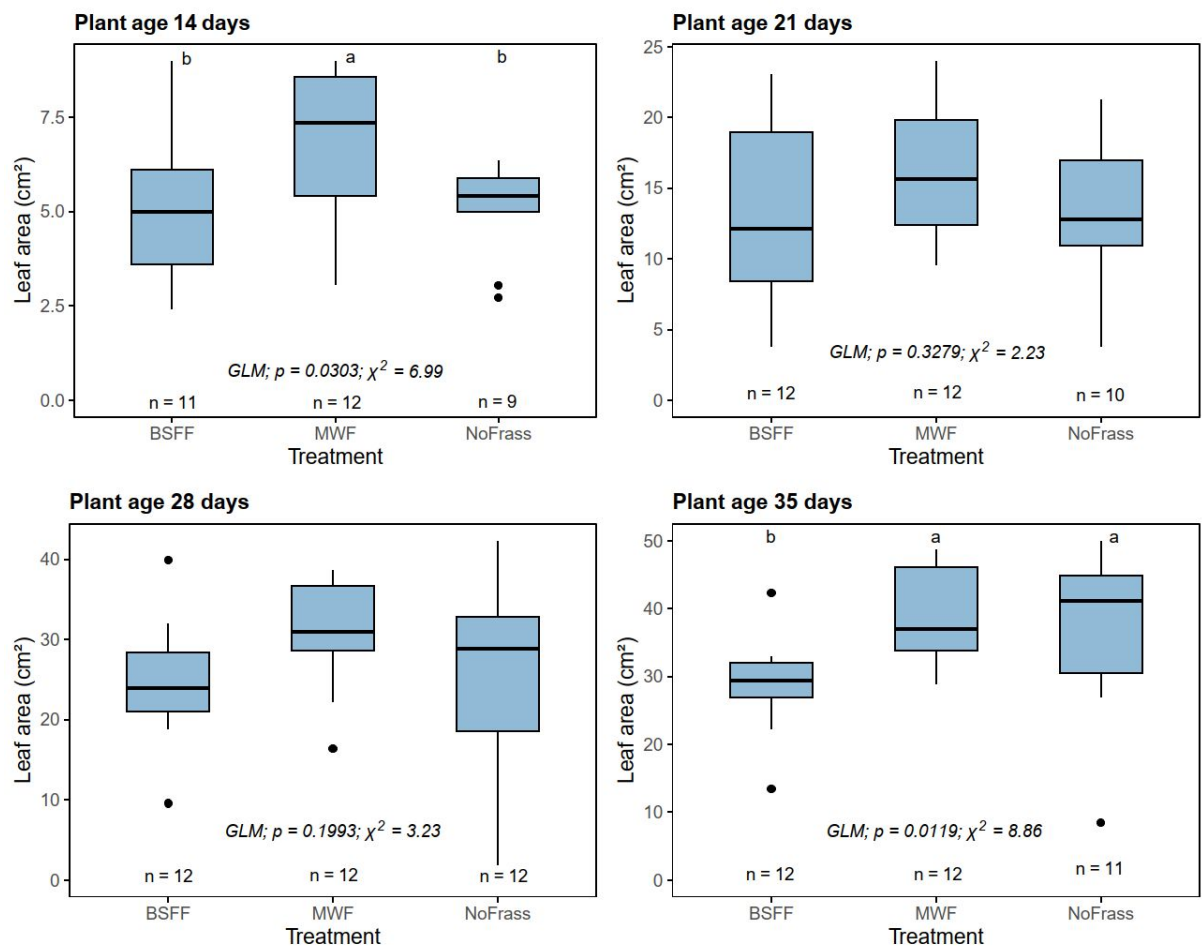 Plant age 14 days
Leaf area (cm²)
7.5
5.0
2.5
0.0
b
a
b
GLM; p = 0.0303; χ² = 6.99
n = 11
n = 12
n = 9
BSFF
MWF
NoFrass
Treatment
Plant age 21 days
Leaf area (cm²)
25
20
15
10
5
0
GLM; p = 0.3279; χ² = 2.23
n = 12
n = 12
n = 10
BSFF
MWF
NoFrass
Treatment
Plant age 28 days
Leaf area (cm²)
40
30
20
10
0
GLM; p = 0.1993; χ² = 3.23
n = 12
n = 12
n = 12
BSFF
MWF
NoFrass
Treatment
Plant age 35 days
Leaf area (cm²)
50
40
30
20
10
0
b
a
a
GLM; p = 0.0119; χ² = 8.86
n = 12
n = 12
n = 11
BSFF
MWF
NoFrass
Treatment